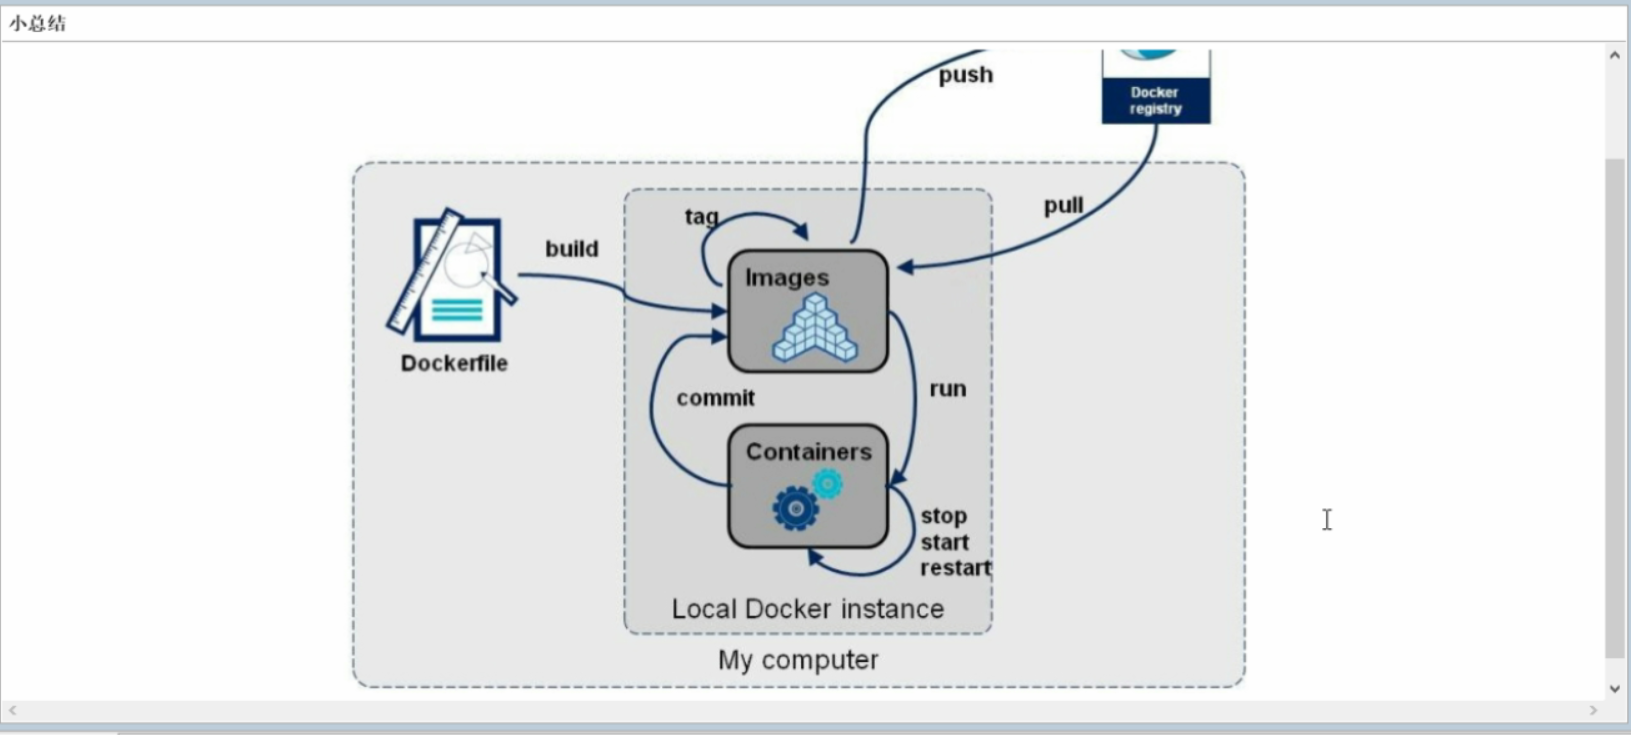 小总结
push
Docker
registry
pull
tag
build
Images
Dockerfile
commit
run
Containers
stop
start
restart
Local Docker instance
My computer